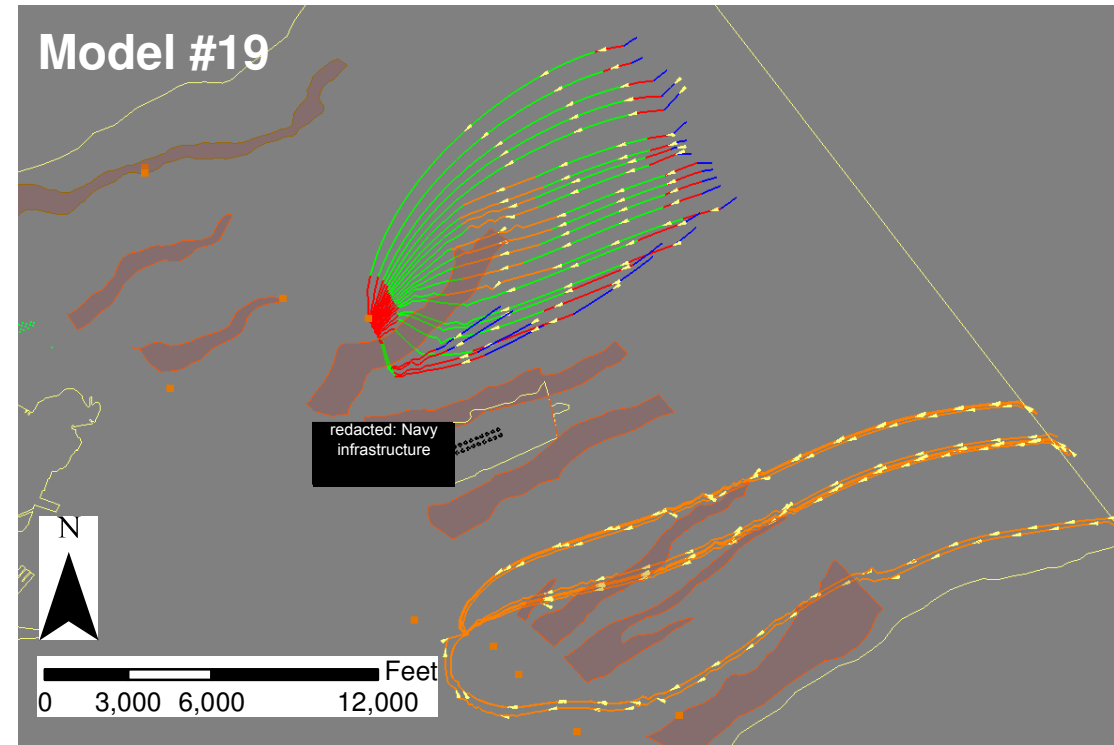 Model #19
redacted: Navy
infrastructure
N
Feet
0 3,000 6,000 12,000